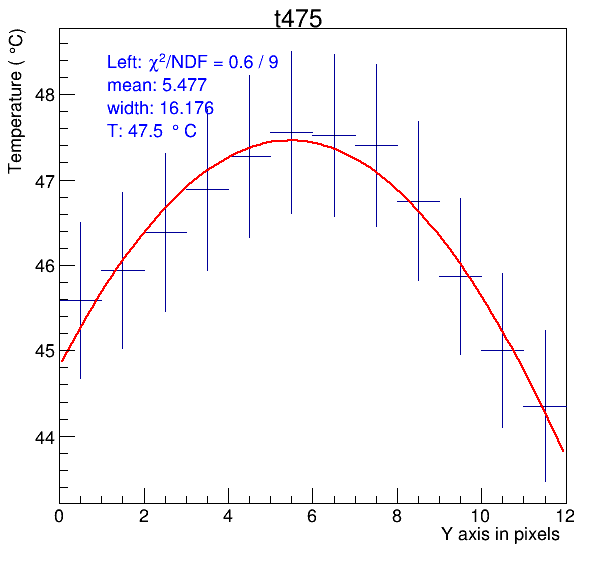 t475
Temperature ( °C)
Left: χ²/NDF = 0.6 / 9
mean: 5.477
width: 16.176
T: 47.5 ° C
48
47
46
45
44
0 2 4 6 8 10 12
Y axis in pixels